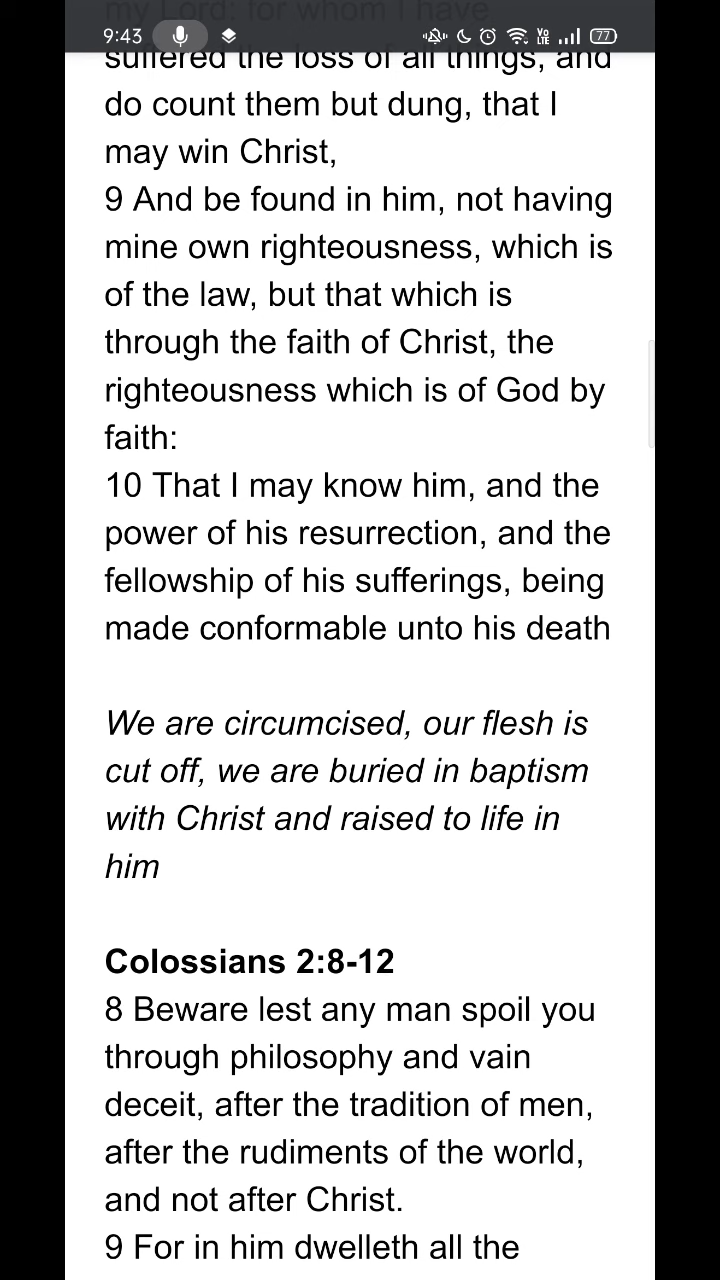 my Lord: for whom I have
9:43
VoLTE
77
suffered the loss of all things, and
do count them but dung, that I
may win Christ,
9 And be found in him, not having
mine own righteousness, which is
of the law, but that which is
through the faith of Christ, the
righteousness which is of God by
faith:
10 That I may know him, and the
power of his resurrection, and the
fellowship of his sufferings, being
made conformable unto his death
We are circumcised, our flesh is
cut off, we are buried in baptism
with Christ and raised to life in
him
Colossians 2:8-12
8 Beware lest any man spoil you
through philosophy and vain
deceit, after the tradition of men,
after the rudiments of the world,
and not after Christ.
9 For in him dwelleth all the